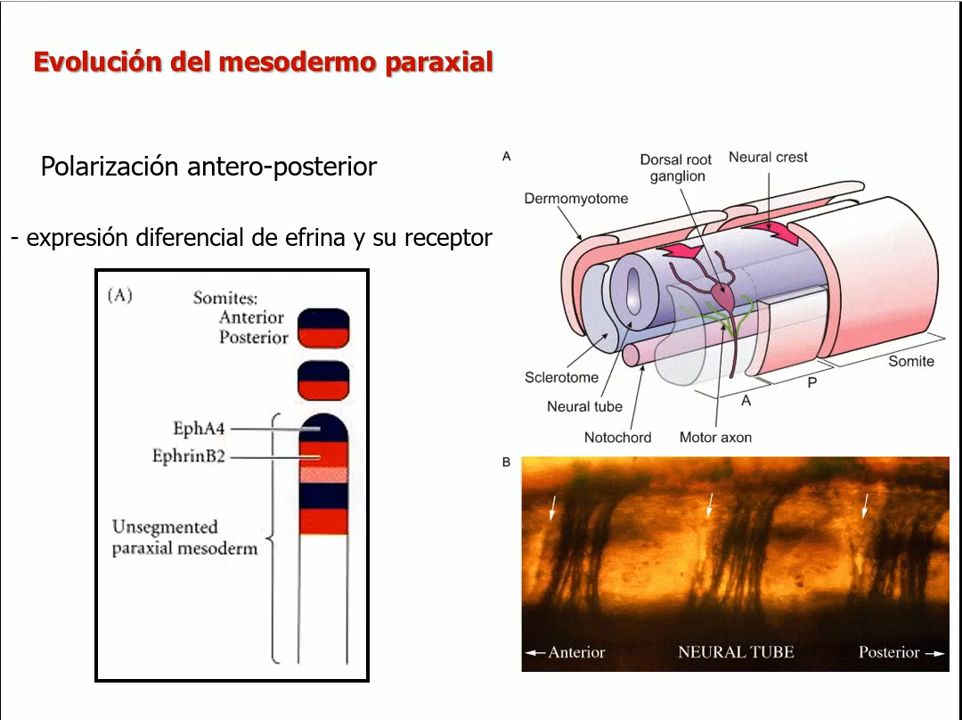 Evolución del mesodermo paraxial
Polarización antero-posterior
- expresión diferencial de efrina y su receptor
(A)
Somites:
Anterior
Posterior
EphA4
EphrinB2
Unsegmented
paraxial mesoderm
A
Dorsal root
ganglion
Neural crest
Dermomyotome
Sclerotome
Neural tube
Notochord
Motor axon
A
P
Somite
B
Anterior
NEURAL TUBE
Posterior